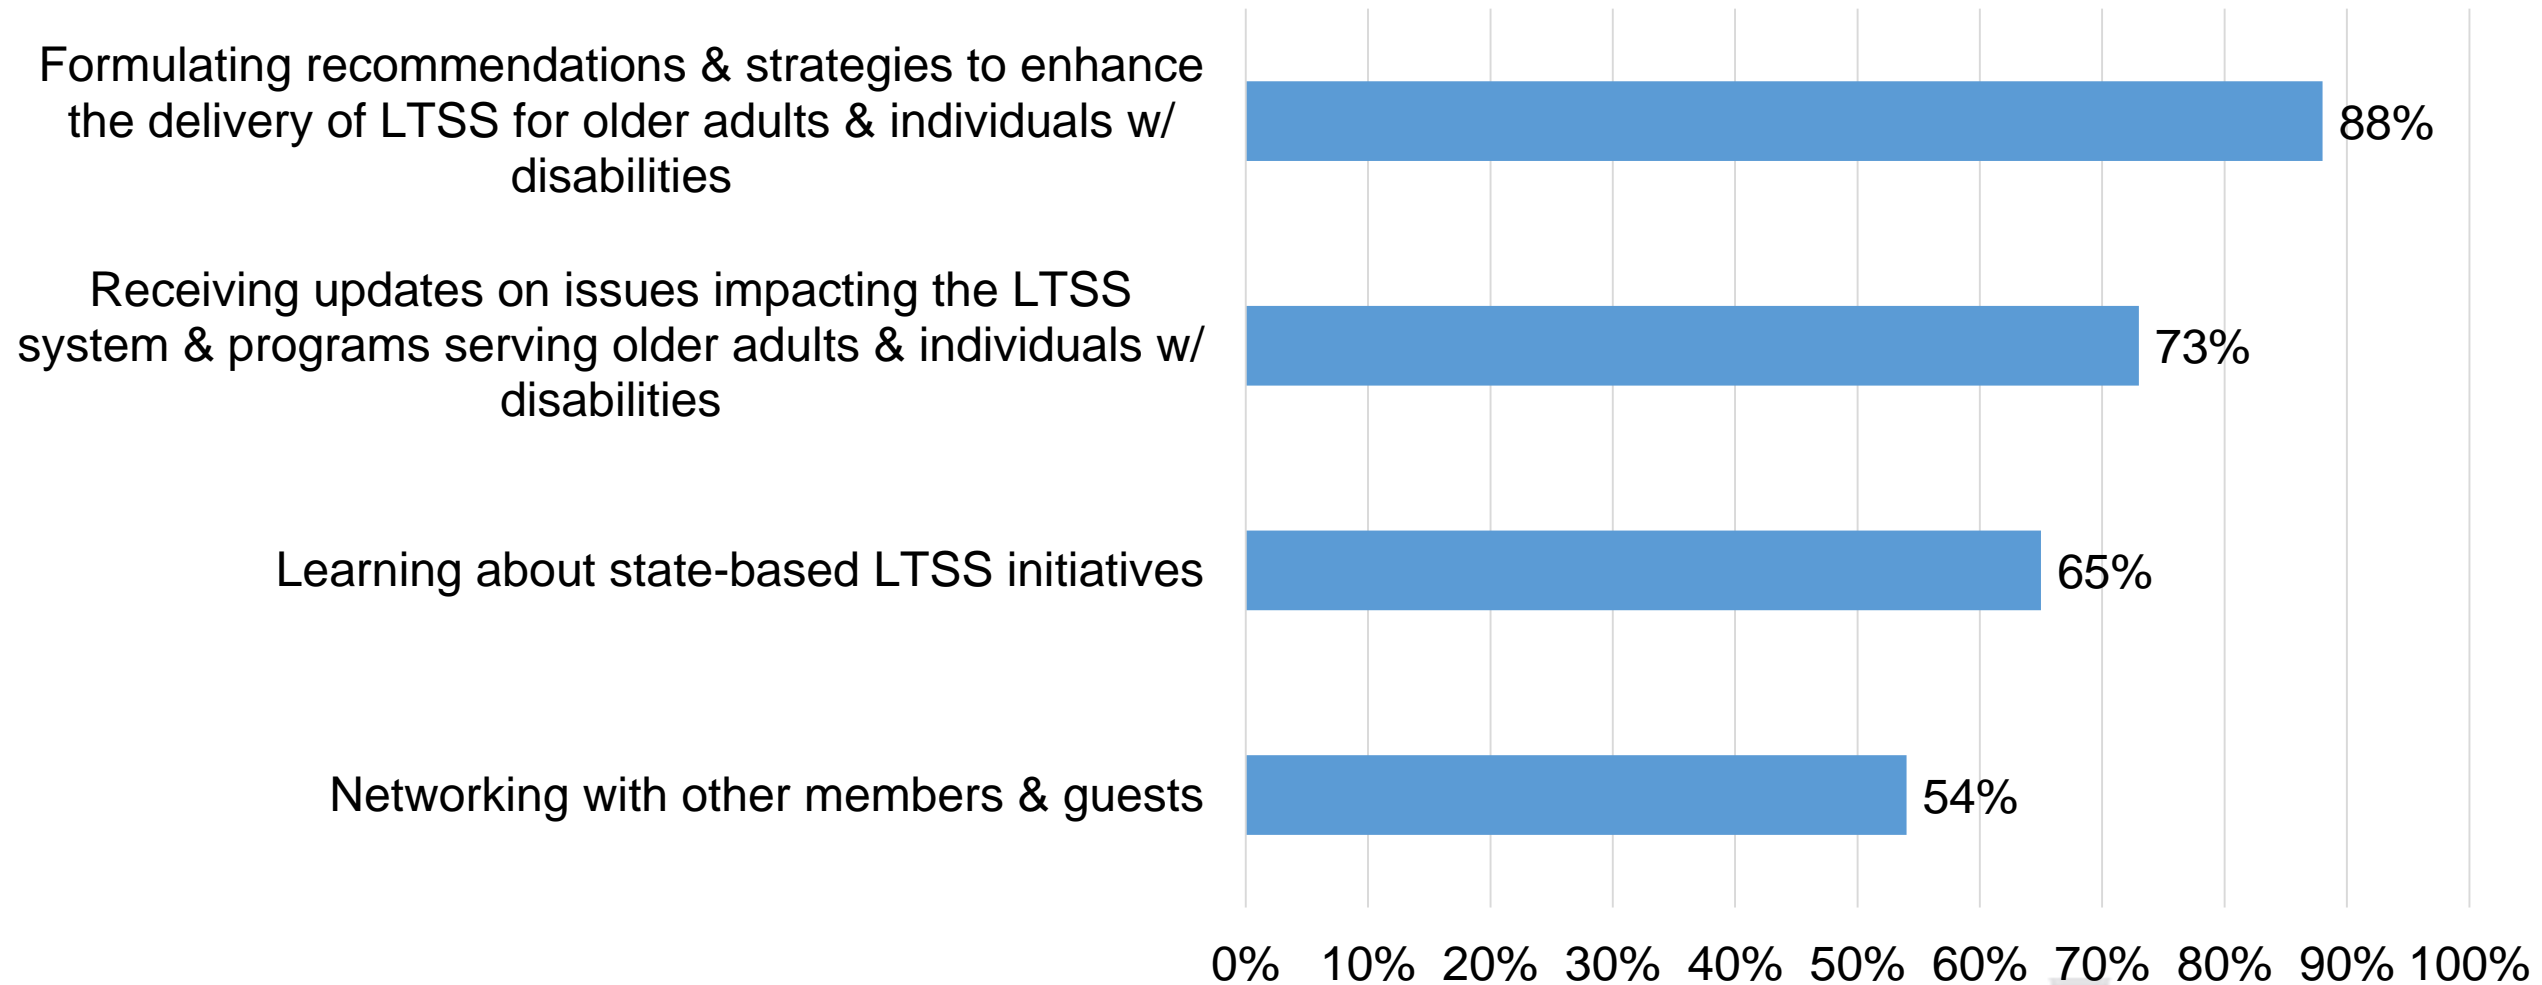 Formulating recommendations & strategies to enhance
the delivery of LTSS for older adults & individuals w/
disabilities
88%
Receiving updates on issues impacting the LTSS
system & programs serving older adults & individuals w/
disabilities
73%
Learning about state-based LTSS initiatives
65%
Networking with other members & guests
54%
0% 10% 20% 30% 40% 50% 60% 70% 80% 90% 100%